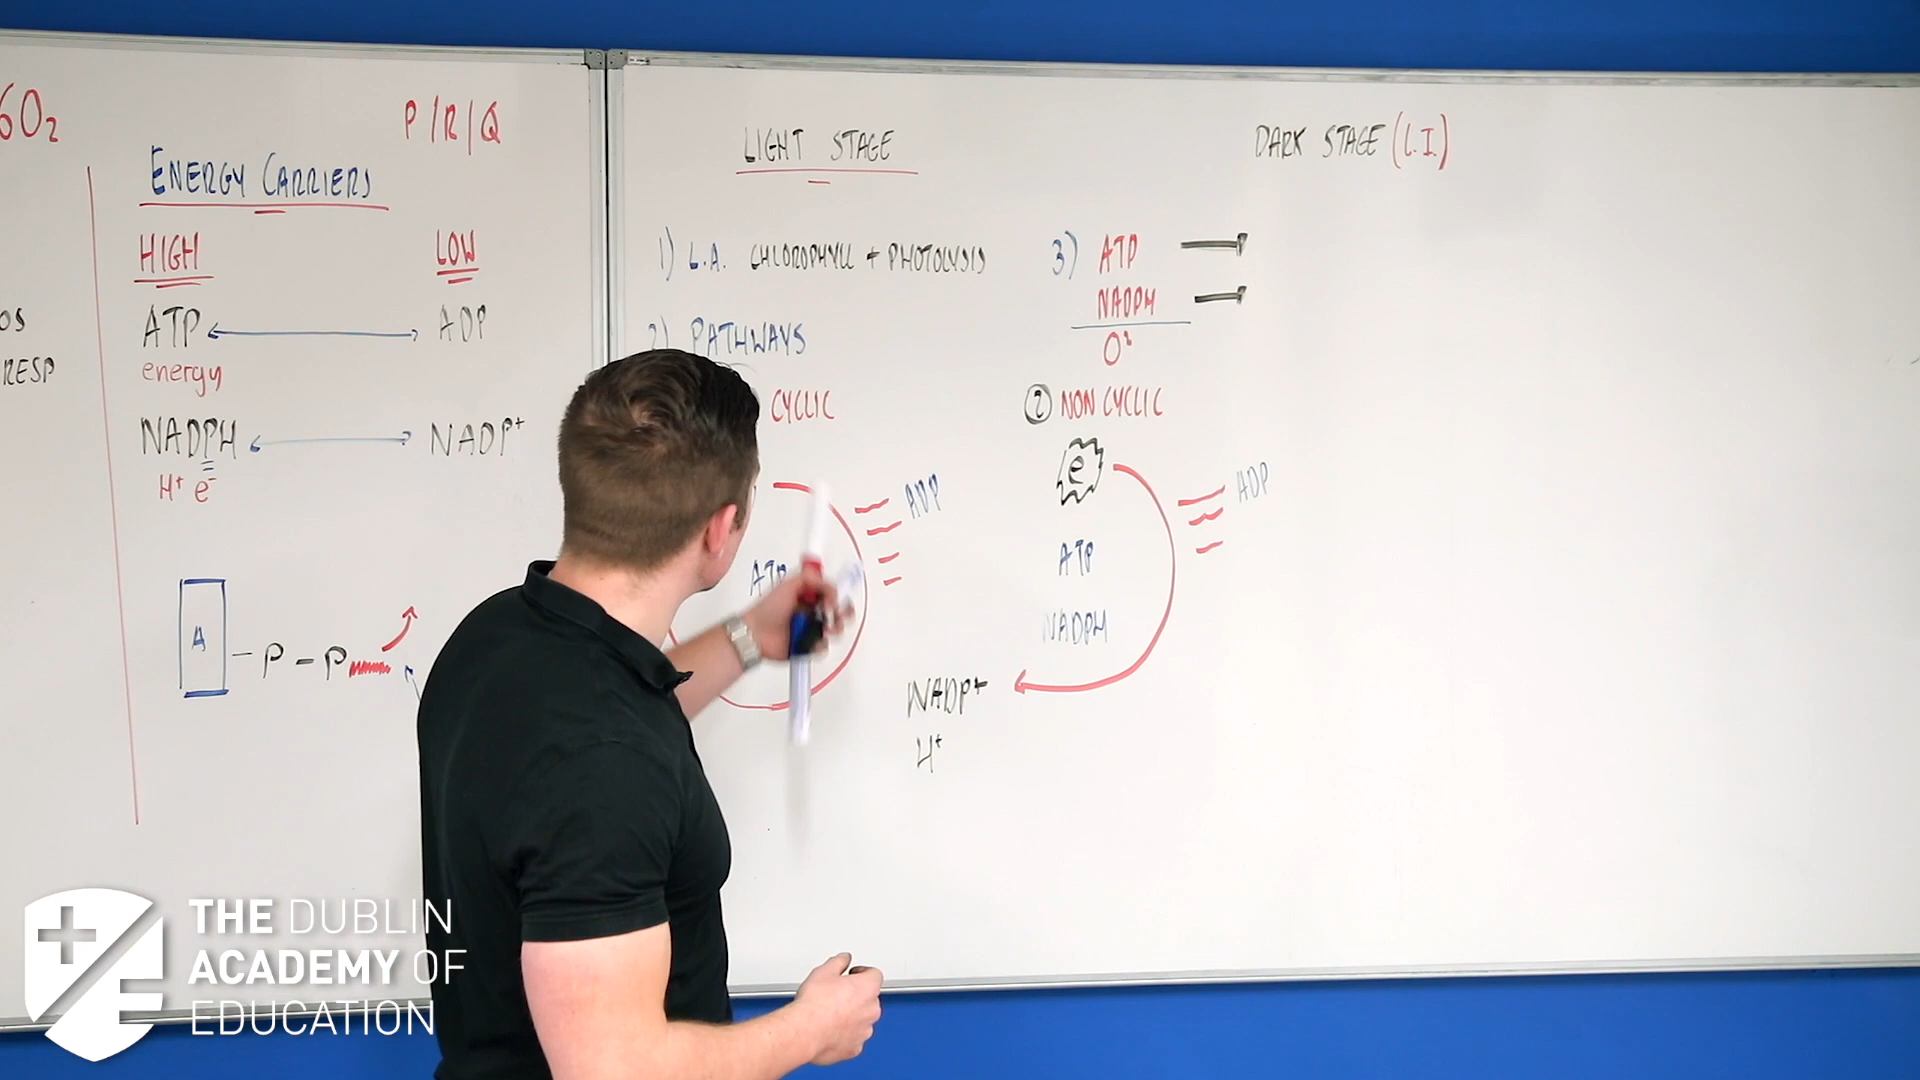 6O2
P/R/Q
ENERGY CARRIERS
HIGH LOW
ATP ADP
energy
NADPH NADP+
H+ e-
OS
RESP
A - P - P
LIGHT STAGE
1) L.A. CHLOROPHYLL + PHOTOLYSIS
2) PATHWAYS
CYCLIC
ADP
ATP
3) ATP
NADPH
O2
2 NON CYCLIC
e
ADP
ATP
NADPH
NADP+
H+
DARK STAGE (L.I.)
THE DUBLIN
ACADEMY OF
EDUCATION